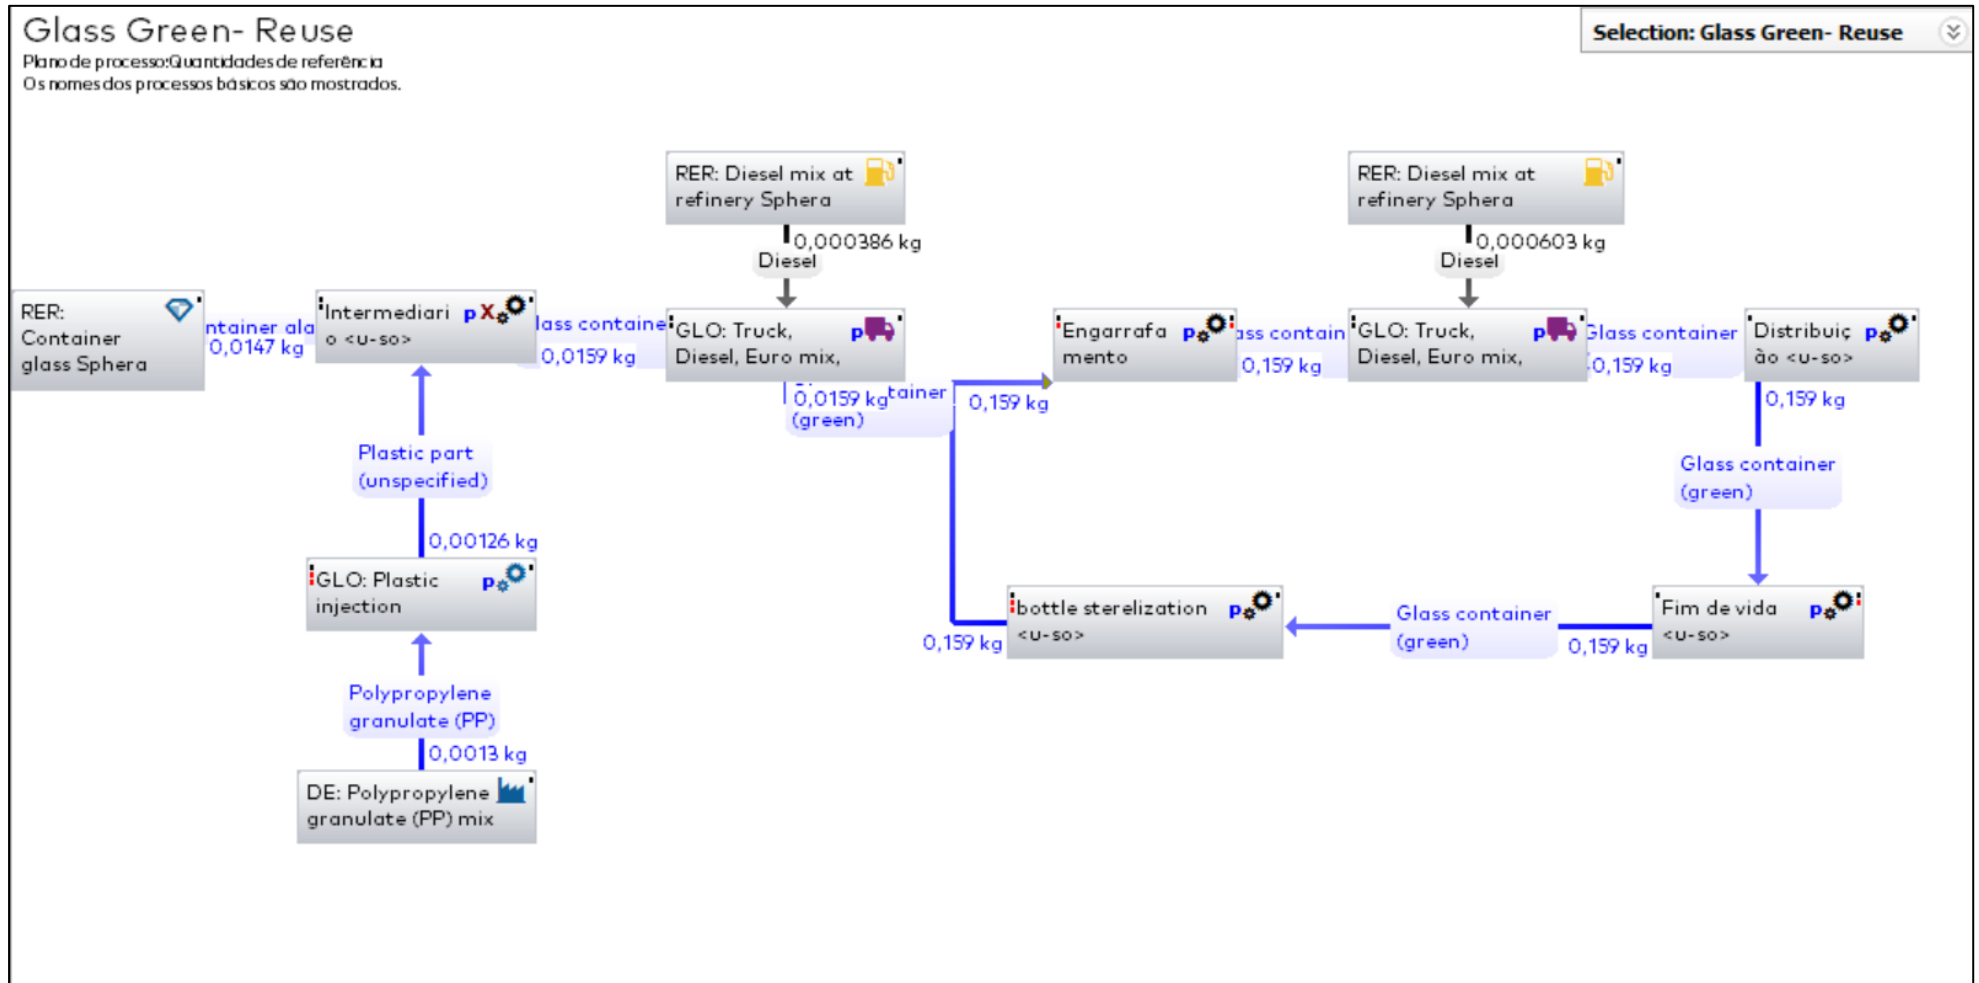 Glass Green- Reuse
Selection: Glass Green- Reuse
Plano de processo:Quantidades de referência
Os nomes dos processos básicos são mostrados.
RER: Diesel mix at
refinery Sphera
0,000386 kg
Diesel
RER: Diesel mix at
refinery Sphera
0,000603 kg
Diesel
RER:
Container
glass Sphera
ntainer
0,0147 kg
Intermediari
o <u-so>
p X
lass containe
0,0159 kg
GLO: Truck,
Diesel, Euro mix,
p
0,0159 kg tainer
(green)
0,159 kg
Engarrafa
mento
p
ass contain
0,159 kg
GLO: Truck,
Diesel, Euro mix,
p
Glass container
0,159 kg
Distribuiç
ão <u-so>
p
0,159 kg
Glass container
(green)
Plastic part
(unspecified)
0,00126 kg
GLO: Plastic
injection
p
Polypropylene
granulate (PP)
0,0013 kg
DE: Polypropylene
granulate (PP) mix
0,159 kg
bottle sterelization
<u-so>
p
Glass container
(green)
0,159 kg
Fim de vida
<u-so>
p